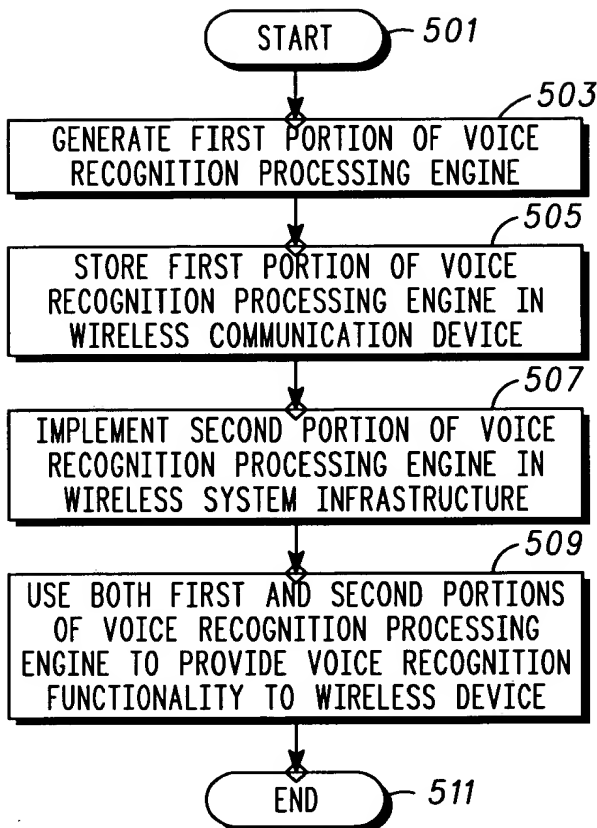 START
501
503
GENERATE FIRST PORTION OF VOICE
RECOGNITION PROCESSING ENGINE
505
STORE FIRST PORTION OF VOICE
RECOGNITION PROCESSING ENGINE IN
WIRELESS COMMUNICATION DEVICE
507
IMPLEMENT SECOND PORTION OF VOICE
RECOGNITION PROCESSING ENGINE IN
WIRELESS SYSTEM INFRASTRUCTURE
509
USE BOTH FIRST AND SECOND PORTIONS
OF VOICE RECOGNITION PROCESSING
ENGINE TO PROVIDE VOICE RECOGNITION
FUNCTIONALITY TO WIRELESS DEVICE
END
511